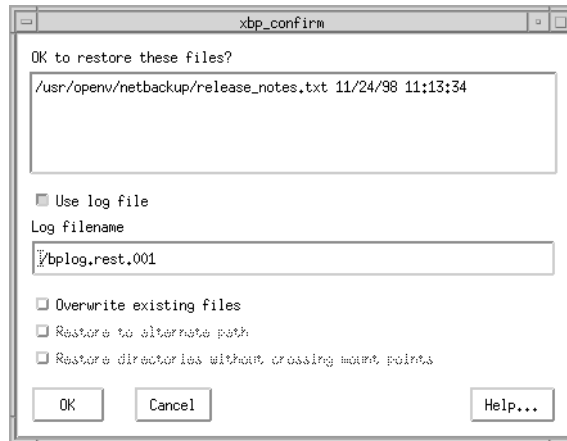 xbp_confirm
OK to restore these files?
/usr/openv/netbackup/release_notes.txt 11/24/98 11:13:34
Use log file
Log filename
/bplog.rest.001
Overwrite existing files
Restore to alternate path
Restore directories without crossing mount points
OK Cancel Help...